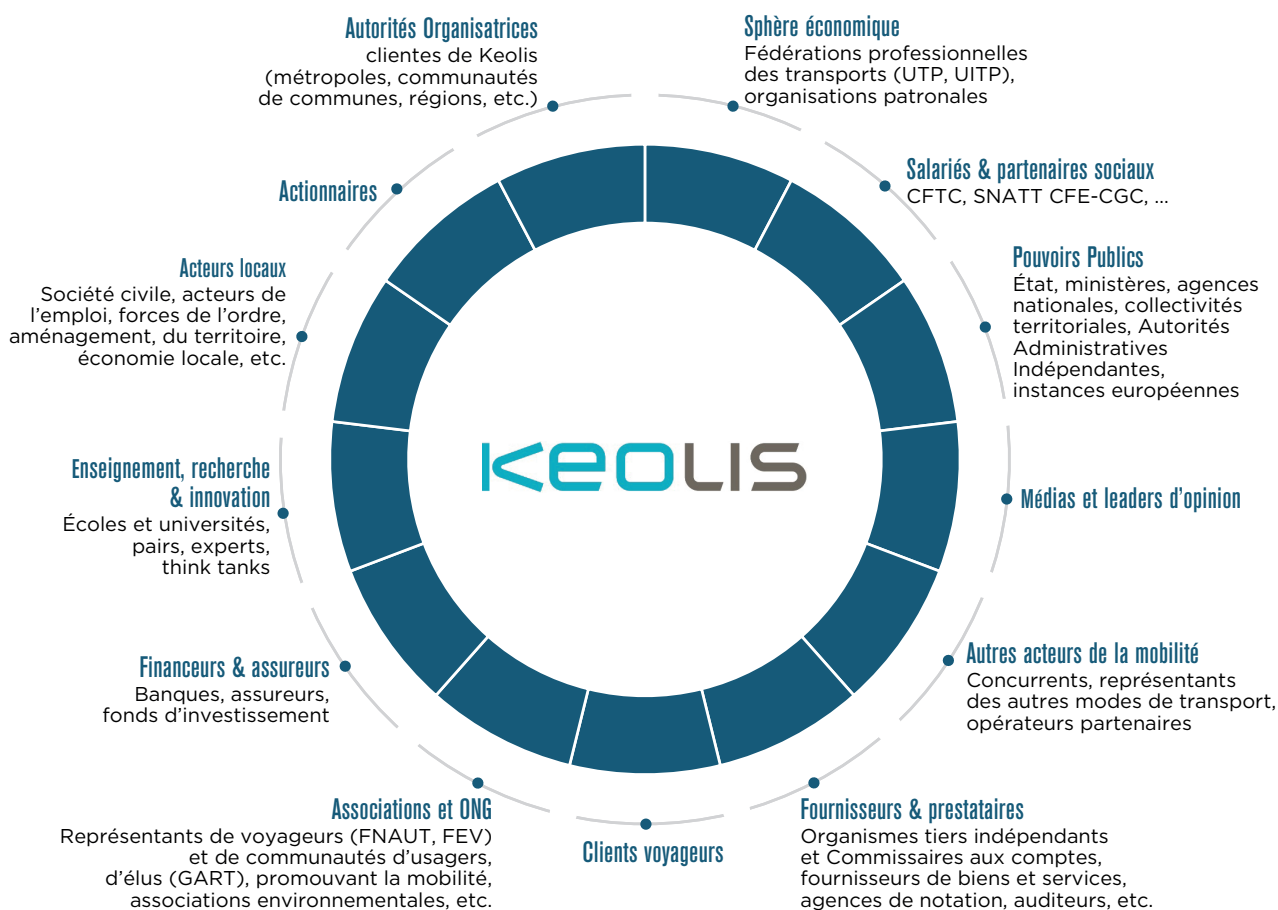 Autorités Organisatrices
clientes de Keolis
(métropoles, communautés
de communes, régions, etc.)
Sphère économique
Fédérations professionnelles
des transports (UTP, UITP),
organisations patronales
Salariés & partenaires sociaux
CFTC, SNATT CFE-CGC, ...
Pouvoirs Publics
État, ministères, agences
nationales, collectivités
territoriales, Autorités
Administratives
Indépendantes,
instances européennes
Médias et leaders d'opinion
Autres acteurs de la mobilité
Concurrents, représentants
des autres modes de transport,
opérateurs partenaires
Fournisseurs & prestataires
Organismes tiers indépendants
et Commissaires aux comptes,
fournisseurs de biens et services,
agences de notation, auditeurs, etc.
Clients voyageurs
Associations et ONG
Représentants de voyageurs (FNAUT, FEV)
et de communautés d'usagers,
d'élus (GART), promouvant la mobilité,
associations environnementales, etc.
Financeurs & assureurs
Banques, assureurs,
fonds d'investissement
Enseignement, recherche
& innovation
Écoles et universités,
pairs, experts,
think tanks
Acteurs locaux
Société civile, acteurs de
l'emploi, forces de l'ordre,
aménagement, du territoire,
économie locale, etc.
Actionnaires
KEOLIS